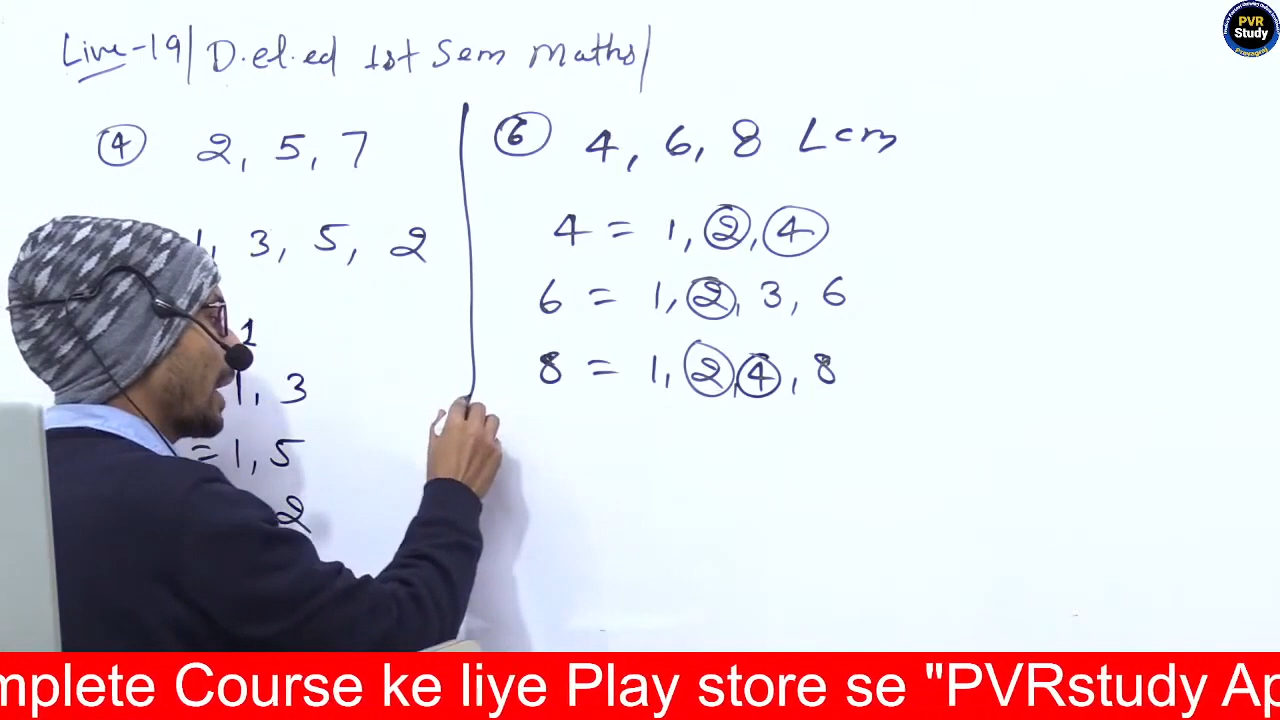 Live-19/ D.el.ed 1st Sem Maths/
PVR
Study
Prayagraj
④ 2, 5, 7
1, 3, 5, 2
1
1, 3
= 1, 5
2
⑥ 4, 6, 8 Lcm
4 = 1, 2, 4
6 = 1, 2, 3, 6
8 = 1, 2, 4, 8
mplete Course ke liye Play store se "PVRstudy Ap